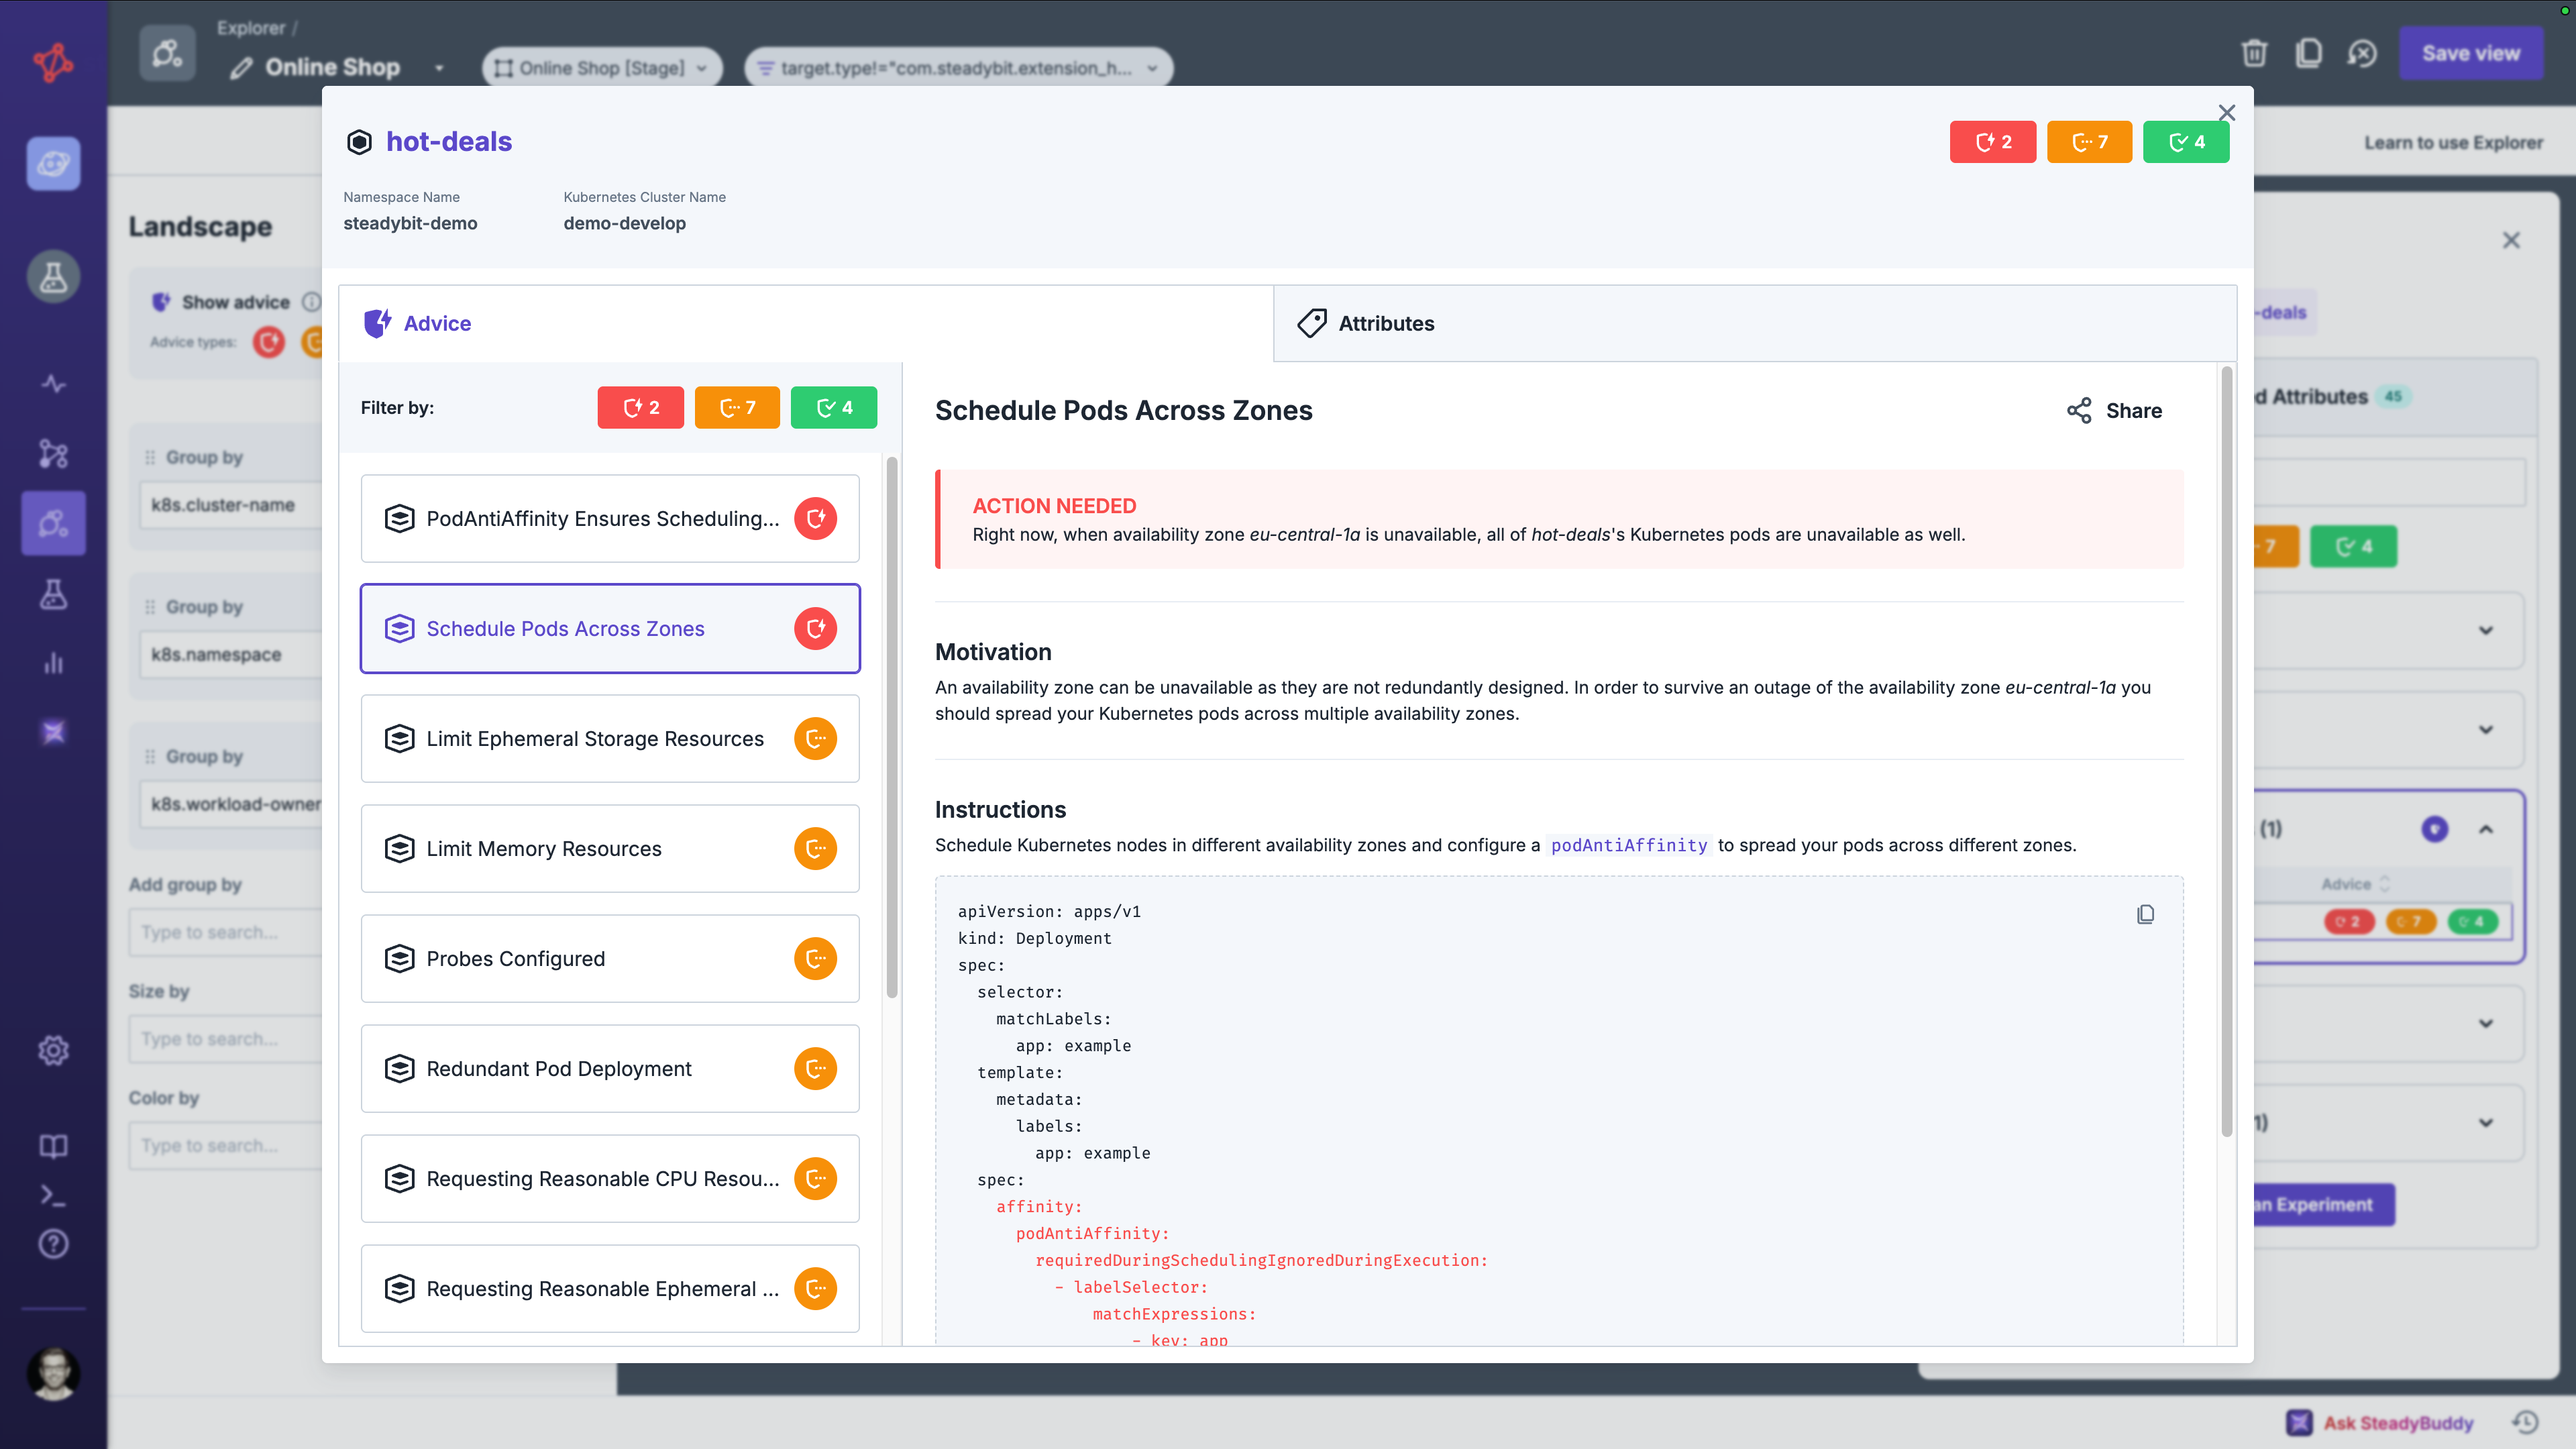 Explorer /
Online Shop
Online Shop [Stage]
target.type!="com.steadybit.extension_h...
Save view
Learn to use Explorer
hot-deals
2
7
4
Namespace Name
steadybit-demo
Kubernetes Cluster Name
demo-develop
Landscape
Show advice
Advice types:
Group by
k8s.cluster-name
Group by
k8s.namespace
Group by
k8s.workload-owner
Add group by
Type to search...
Size by
Type to search...
Color by
Type to search...
Advice
Attributes
Filter by:
2
7
4
PodAntiAffinity Ensures Scheduling...
Schedule Pods Across Zones
Limit Ephemeral Storage Resources
Limit Memory Resources
Probes Configured
Redundant Pod Deployment
Requesting Reasonable CPU Resou...
Requesting Reasonable Ephemeral ...
Schedule Pods Across Zones
Share
ACTION NEEDED
Right now, when availability zone eu-central-1a is unavailable, all of hot-deals's Kubernetes pods are unavailable as well.
Motivation
An availability zone can be unavailable as they are not redundantly designed. In order to survive an outage of the availability zone eu-central-1a you
should spread your Kubernetes pods across multiple availability zones.
Instructions
Schedule Kubernetes nodes in different availability zones and configure a podAntiAffinity to spread your pods across different zones.
apiVersion: apps/v1
kind: Deployment
spec:
  selector:
    matchLabels:
      app: example
  template:
    metadata:
      labels:
        app: example
  spec:
    affinity:
      podAntiAffinity:
        requiredDuringSchedulingIgnoredDuringExecution:
          - labelSelector:
              matchExpressions:
                  - key: app
-deals
d Attributes
45
7
4
(1)
Advice
2
7
4
1)
an Experiment
Ask SteadyBuddy